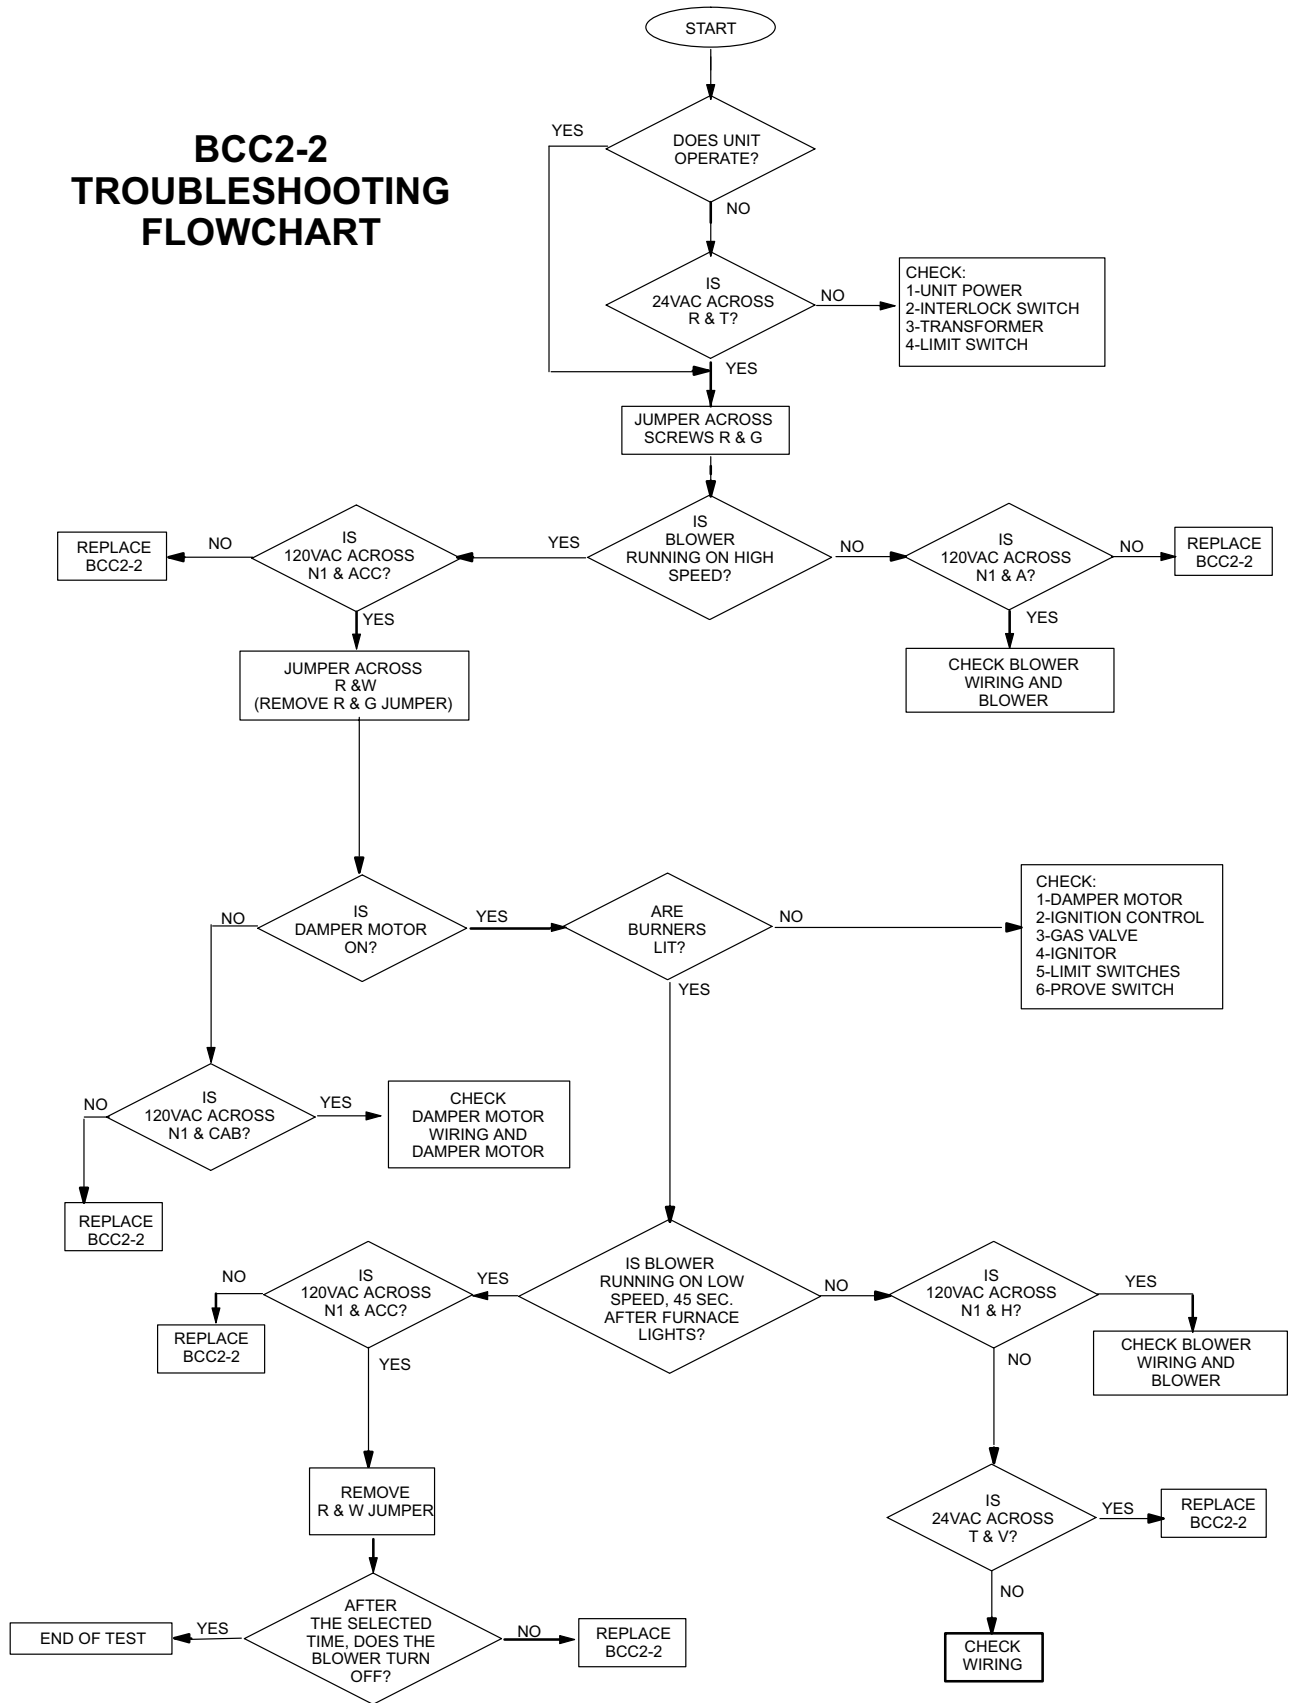 START
BCC2-2
TROUBLESHOOTING
FLOWCHART
YES
DOES UNIT
OPERATE?
NO
IS
24VAC ACROSS
R & T?
NO
CHECK:
1-UNIT POWER
2-INTERLOCK SWITCH
3-TRANSFORMER
4-LIMIT SWITCH
YES
JUMPER ACROSS
SCREWS R & G
IS
BLOWER
RUNNING ON HIGH
SPEED?
YES
IS
120VAC ACROSS
N1 & ACC?
NO
REPLACE
BCC2-2
NO
IS
120VAC ACROSS
N1 & A?
NO
REPLACE
BCC2-2
YES
CHECK BLOWER
WIRING AND
BLOWER
YES
JUMPER ACROSS
R &W
(REMOVE R & G JUMPER)
IS
DAMPER MOTOR
ON?
NO
YES
ARE
BURNERS
LIT?
NO
CHECK:
1-DAMPER MOTOR
2-IGNITION CONTROL
3-GAS VALVE
4-IGNITOR
5-LIMIT SWITCHES
6-PROVE SWITCH
YES
IS
120VAC ACROSS
N1 & CAB?
NO
YES
CHECK
DAMPER MOTOR
WIRING AND
DAMPER MOTOR
REPLACE
BCC2-2
IS BLOWER
RUNNING ON LOW
SPEED, 45 SEC.
AFTER FURNACE
LIGHTS?
YES
IS
120VAC ACROSS
N1 & ACC?
NO
REPLACE
BCC2-2
NO
IS
120VAC ACROSS
N1 & H?
YES
CHECK BLOWER
WIRING AND
BLOWER
YES
NO
REMOVE
R & W JUMPER
IS
24VAC ACROSS
T & V?
YES
REPLACE
BCC2-2
NO
CHECK
WIRING
AFTER
THE SELECTED
TIME, DOES THE
BLOWER TURN
OFF?
YES
END OF TEST
NO
REPLACE
BCC2-2